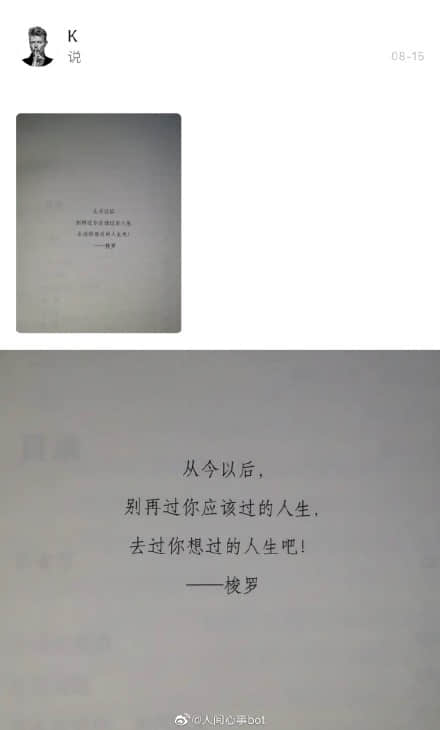 K
说
08-15
从今以后,
别再过你应该过的人生,
去过你想过的人生吧!
——梭罗
从今以后,
别再过你应该过的人生,
去过你想过的人生吧!
——梭罗
@人间心事bot